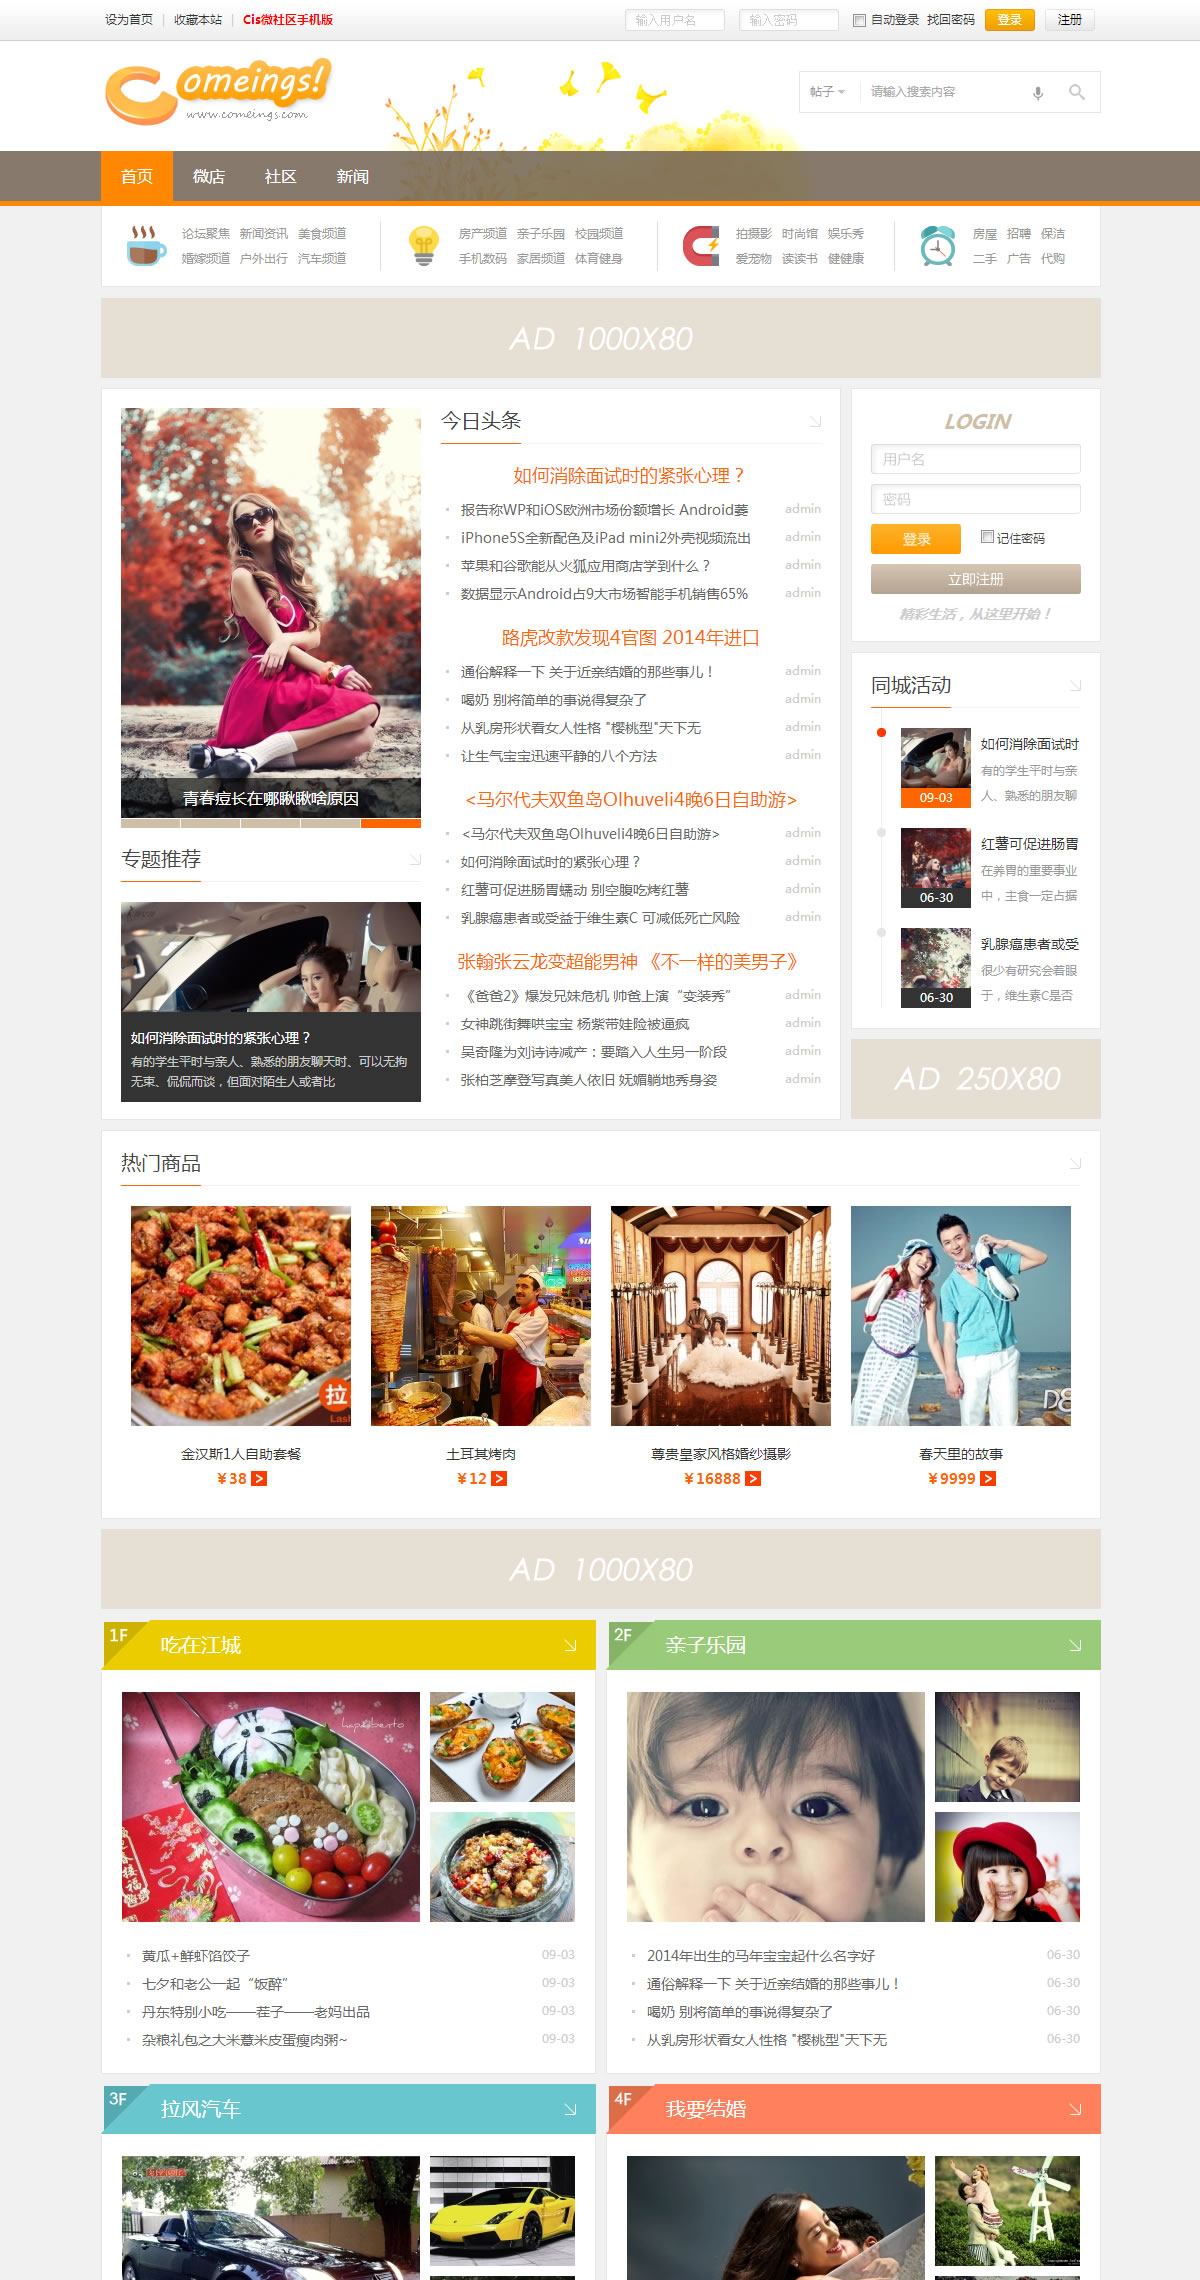 设为首页 | 收藏本站 | Cis微社区手机版
输入用户名 输入密码 自动登录 找回密码 登录 注册
Comeings!
www.comeings.com
帖子 请输入搜索内容
首页 微店 社区 新闻
论坛聚焦 新闻资讯 美食频道
婚嫁频道 户外出行 汽车频道
房产频道 亲子乐园 校园频道
手机数码 家居频道 体育健身
拍摄影 时尚馆 娱乐秀
爱宠物 读读书 健健康
房屋 招聘 保洁
二手 广告 代购
AD 1000X80
青春痘长在哪瞅瞅啥原因
专题推荐
如何消除面试时的紧张心理？
有的学生平时与亲人、熟悉的朋友聊天时、可以无拘
无束、侃侃而谈，但面对陌生人或者比
今日头条
如何消除面试时的紧张心理？
报告称WP和iOS欧洲市场份额增长 Android萎 admin
iPhone5S全新配色及iPad mini2外壳视频流出 admin
苹果和谷歌能从火狐应用商店学到什么？ admin
数据显示Android占9大市场智能手机销售65% admin
路虎改款发现4官图 2014年进口
通俗解释一下 关于近亲结婚的那些事儿！ admin
喝奶 别将简单的事说得复杂了 admin
从乳房形状看女人性格 "樱桃型"天下无 admin
让生气宝宝迅速平静的八个方法 admin
<马尔代夫双鱼岛Olhuveli4晚6日自助游>
<马尔代夫双鱼岛Olhuveli4晚6日自助游> admin
如何消除面试时的紧张心理？ admin
红薯可促进肠胃蠕动 别空腹吃烤红薯 admin
乳腺癌患者或受益于维生素C 可减低死亡风险 admin
张翰张云龙变超能男神 《不一样的美男子》
《爸爸2》爆发兄妹危机 帅爸上演“变装秀” admin
女神跳街舞哄宝宝 杨紫带娃险被逼疯 admin
吴奇隆为刘诗诗减产：要踏入人生另一阶段 admin
张柏芝摩登写真美人依旧 妩媚躺地秀身姿 admin
LOGIN
用户名
密码
登录 记住密码
立即注册
精彩生活，从这里开始！
同城活动
如何消除面试时
有的学生平时与亲
人、熟悉的朋友聊
09-03
红薯可促进肠胃
在养胃的重要事业
中，主食一定占据
06-30
乳腺癌患者或受
很少有研究会着眼
于，维生素C是否
06-30
AD 250X80
热门商品
拉
Las
Su
D8
金汉斯1人自助套餐 土耳其烤肉 尊贵皇家风格婚纱摄影 春天里的故事
¥38 > ¥12 > ¥16888 > ¥9999 >
AD 1000X80
1F 吃在江城
hapabento
黄瓜+鲜虾馅饺子 09-03
七夕和老公一起“饭醉” 09-03
丹东特别小吃——茬子——老妈出品 09-03
杂粮礼包之大米薏米皮蛋瘦肉粥~ 09-03
2F 亲子乐园
2014年出生的马年宝宝起什么名字好 06-30
通俗解释一下 关于近亲结婚的那些事儿！ 06-30
喝奶 别将简单的事说得复杂了 06-30
从乳房形状看女人性格 "樱桃型"天下无 06-30
3F 拉风汽车
4F 我要结婚